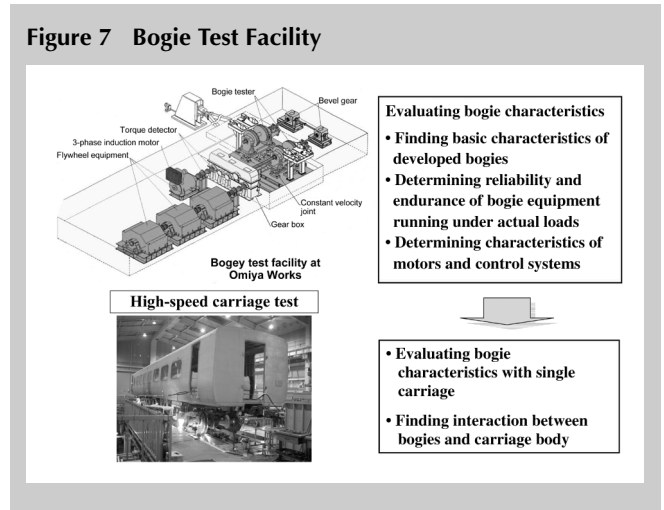 Figure 7 Bogie Test Facility
Bogie tester
Bevel gear
Torque detector
3-phase induction motor
Flywheel equipment
Constant velocity
joint
Gear box
Bogey test facility at
Omiya Works
High-speed carriage test
Evaluating bogie characteristics
• Finding basic characteristics of
developed bogies
• Determining reliability and
endurance of bogie equipment
running under actual loads
• Determining characteristics of
motors and control systems
• Evaluating bogie
characteristics with single
carriage
• Finding interaction between
bogies and carriage body